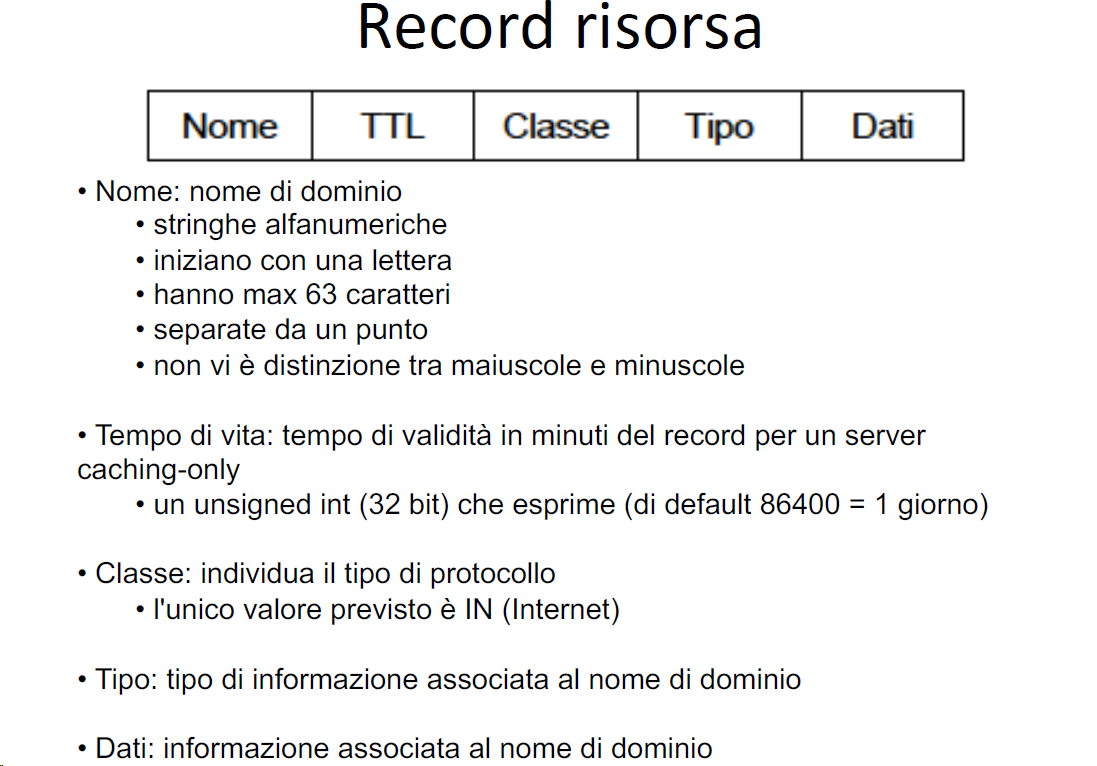 Record risorsa
Nome TTL Classe Tipo Dati
• Nome: nome di dominio
• stringhe alfanumeriche
• iniziano con una lettera
• hanno max 63 caratteri
• separate da un punto
• non vi è distinzione tra maiuscole e minuscole
• Tempo di vita: tempo di validità in minuti del record per un server
caching-only
• un unsigned int (32 bit) che esprime (di default 86400 = 1 giorno)
• Classe: individua il tipo di protocollo
• l'unico valore previsto è IN (Internet)
• Tipo: tipo di informazione associata al nome di dominio
• Dati: informazione associata al nome di dominio